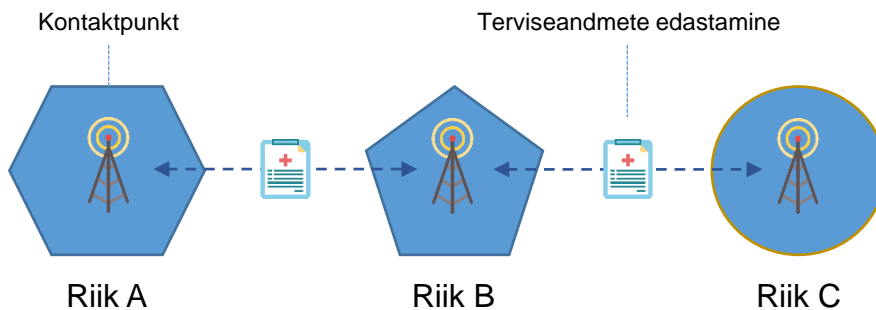 Kontaktpunkt
Terviseandmete edastamine
Riik A
Riik B
Riik C